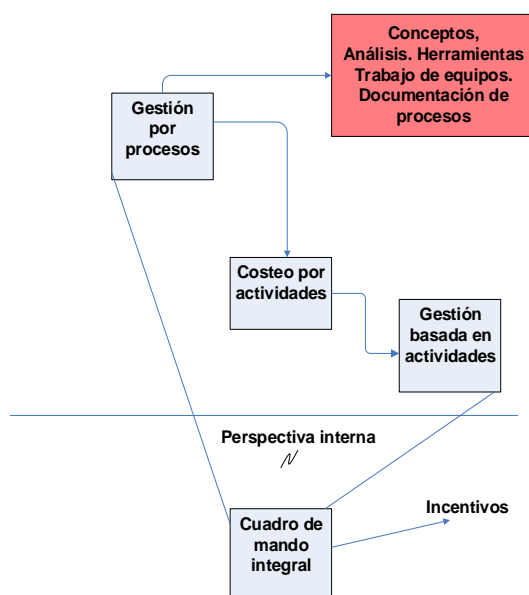 Conceptos,
Análisis. Herramientas
Trabajo de equipos.
Documentación de
procesos
Gestión
por
procesos
Costeo por
actividades
Gestión
basada en
actividades
Perspectiva interna
Cuadro de
mando
integral
Incentivos